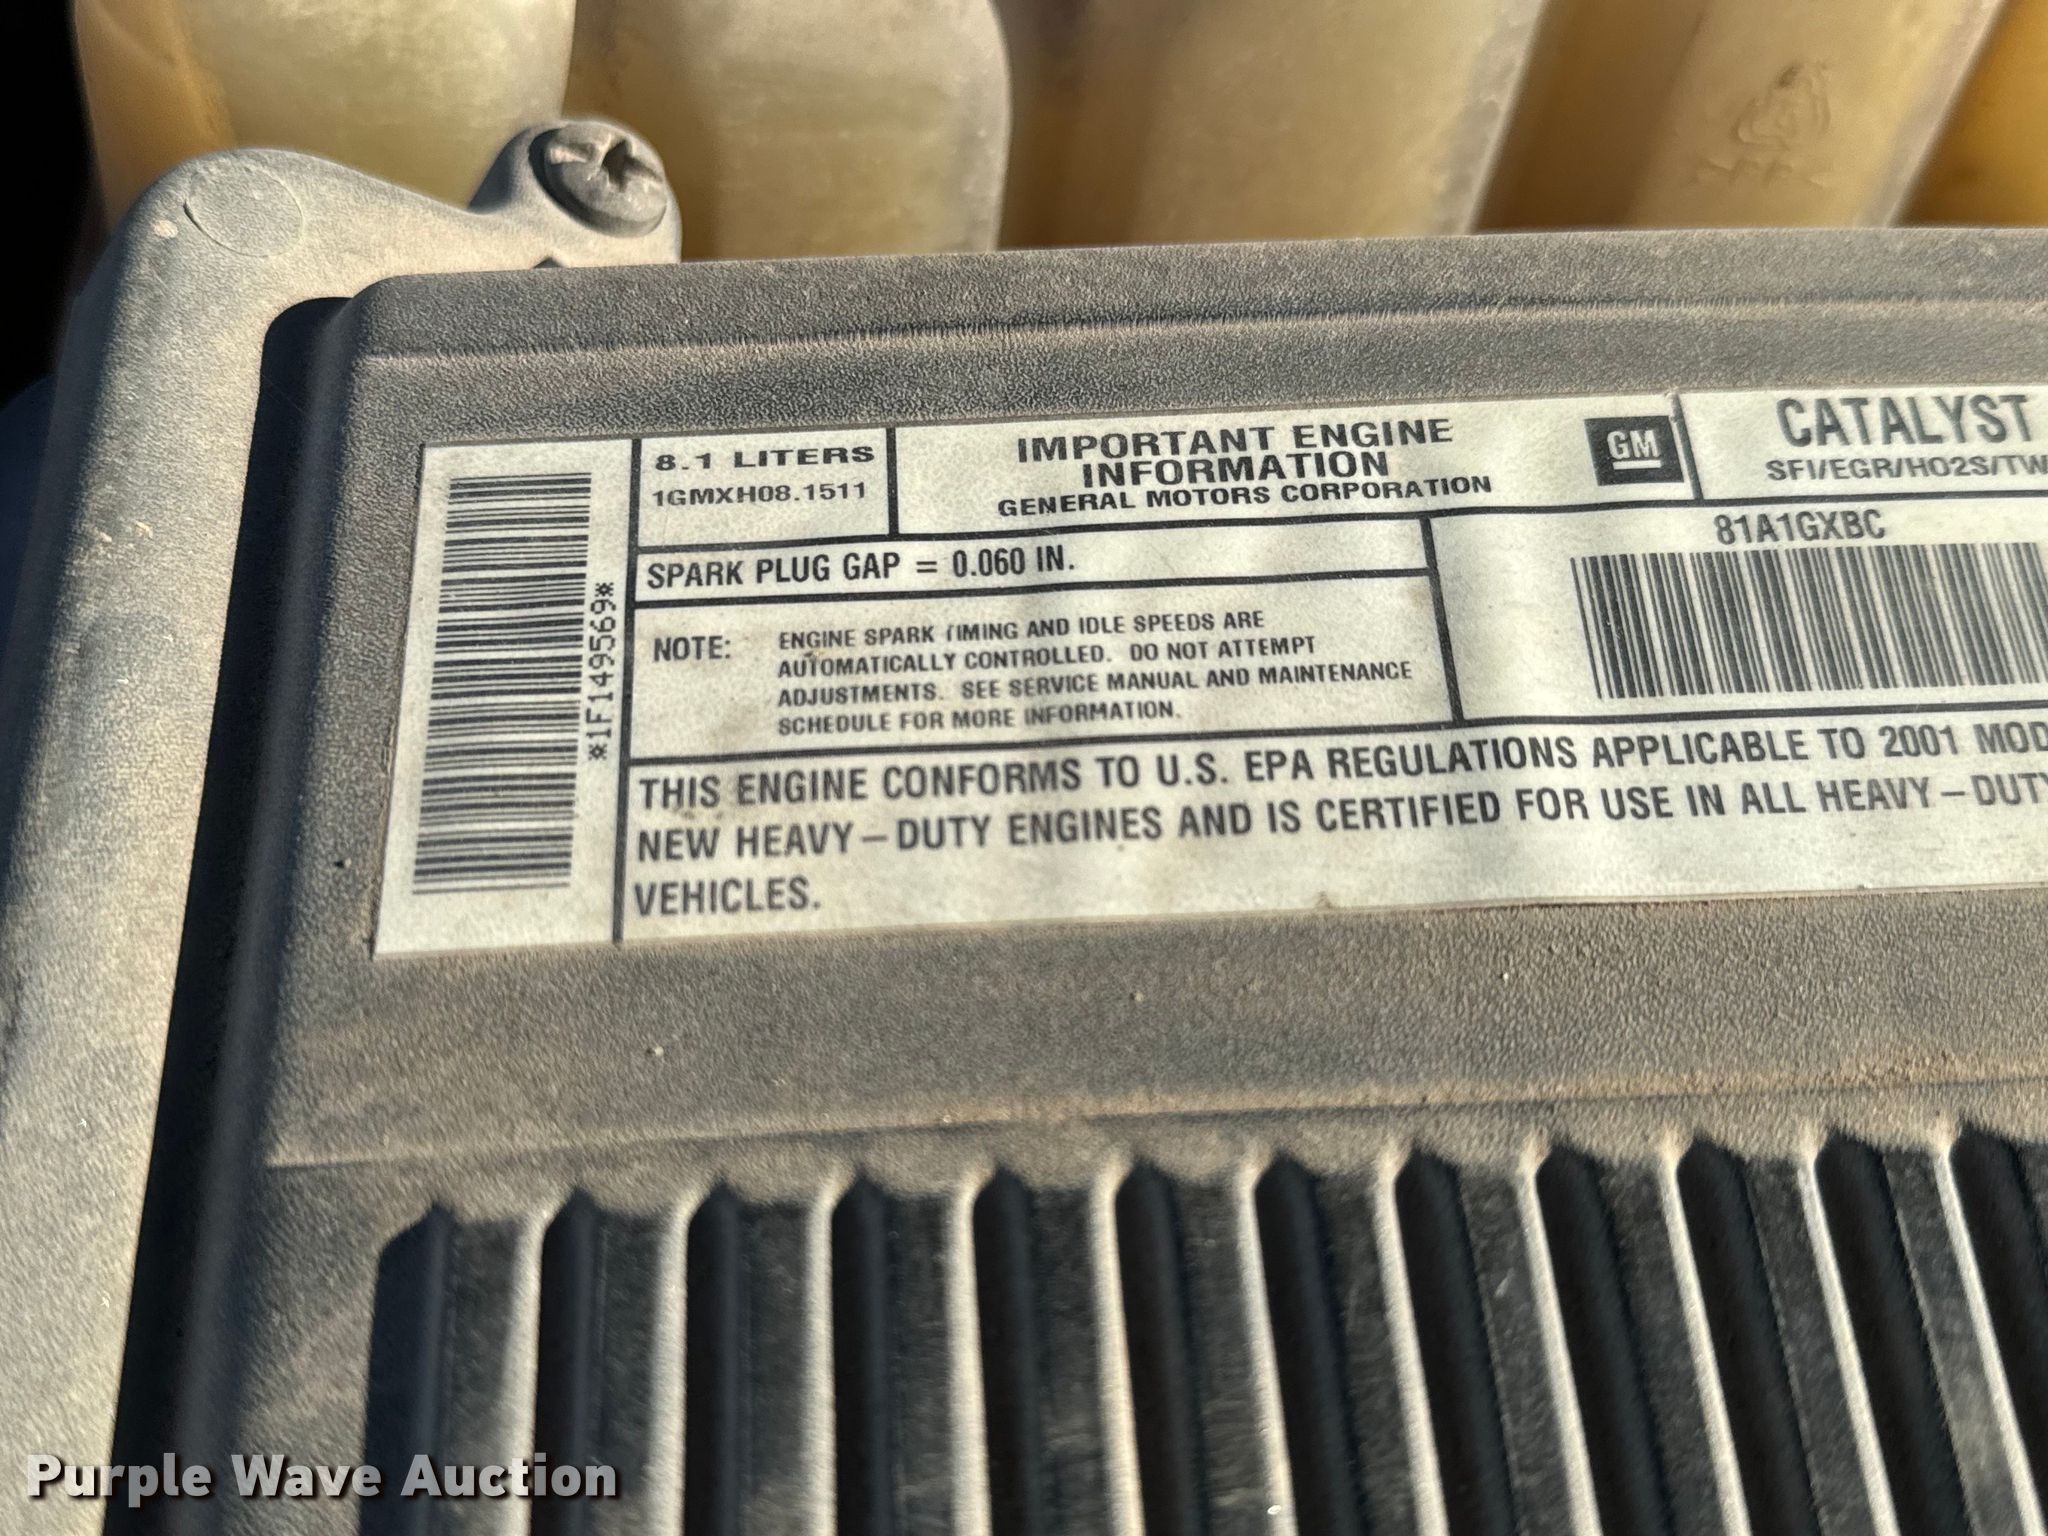 8.1 LITERS
1GMXH08.1511
IMPORTANT ENGINE
INFORMATION
GENERAL MOTORS CORPORATION
GM
CATALYST
SFI/EGR/HO2S/TW
*1F149569*
SPARK PLUG GAP = 0.060 IN.
81A1GXBC
NOTE: ENGINE SPARK TIMING AND IDLE SPEEDS ARE
AUTOMATICALLY CONTROLLED. DO NOT ATTEMPT
ADJUSTMENTS. SEE SERVICE MANUAL AND MAINTENANCE
SCHEDULE FOR MORE INFORMATION.
THIS ENGINE CONFORMS TO U.S. EPA REGULATIONS APPLICABLE TO 2001 MOD
NEW HEAVY-DUTY ENGINES AND IS CERTIFIED FOR USE IN ALL HEAVY-DUTY
VEHICLES.
Purple Wave Auction